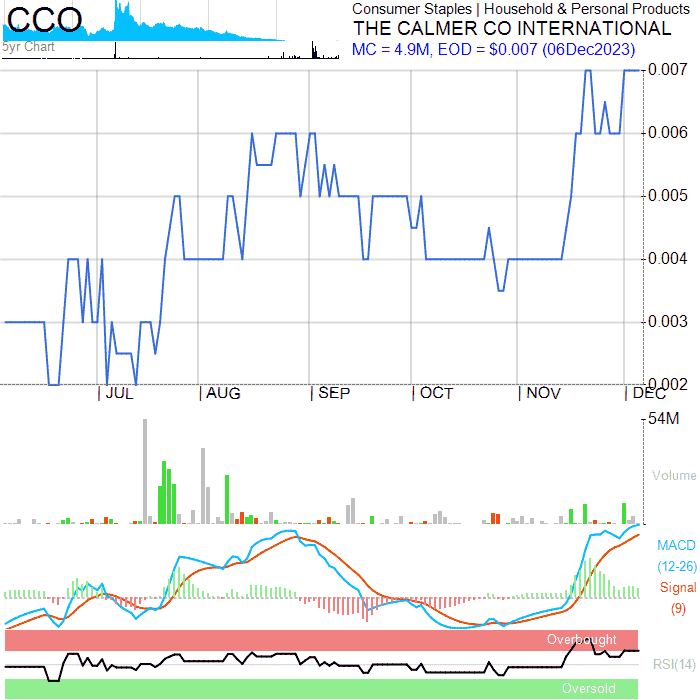 CCO
Consumer Staples | Household & Personal Products
THE CALMER CO INTERNATIONAL
5yr Chart
MC = 4.9M, EOD = $0.007 (06Dec2023)
0.007
0.006
0.005
0.004
0.003
0.002
JUL
AUG
SEP
OCT
NOV
DEC
54M
Volume
MACD
(12-26)
Signal
(9)
Overbought
RSI(14)
Oversold